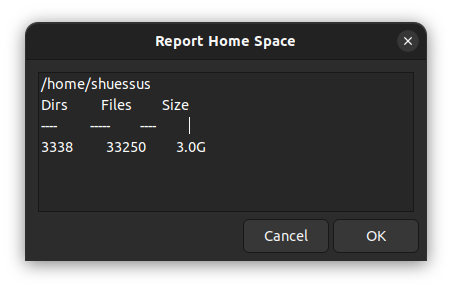 Report Home Space
/home/shuessus
Dirs Files Size
---- ----- ----
3338 33250 3.0G
Cancel OK